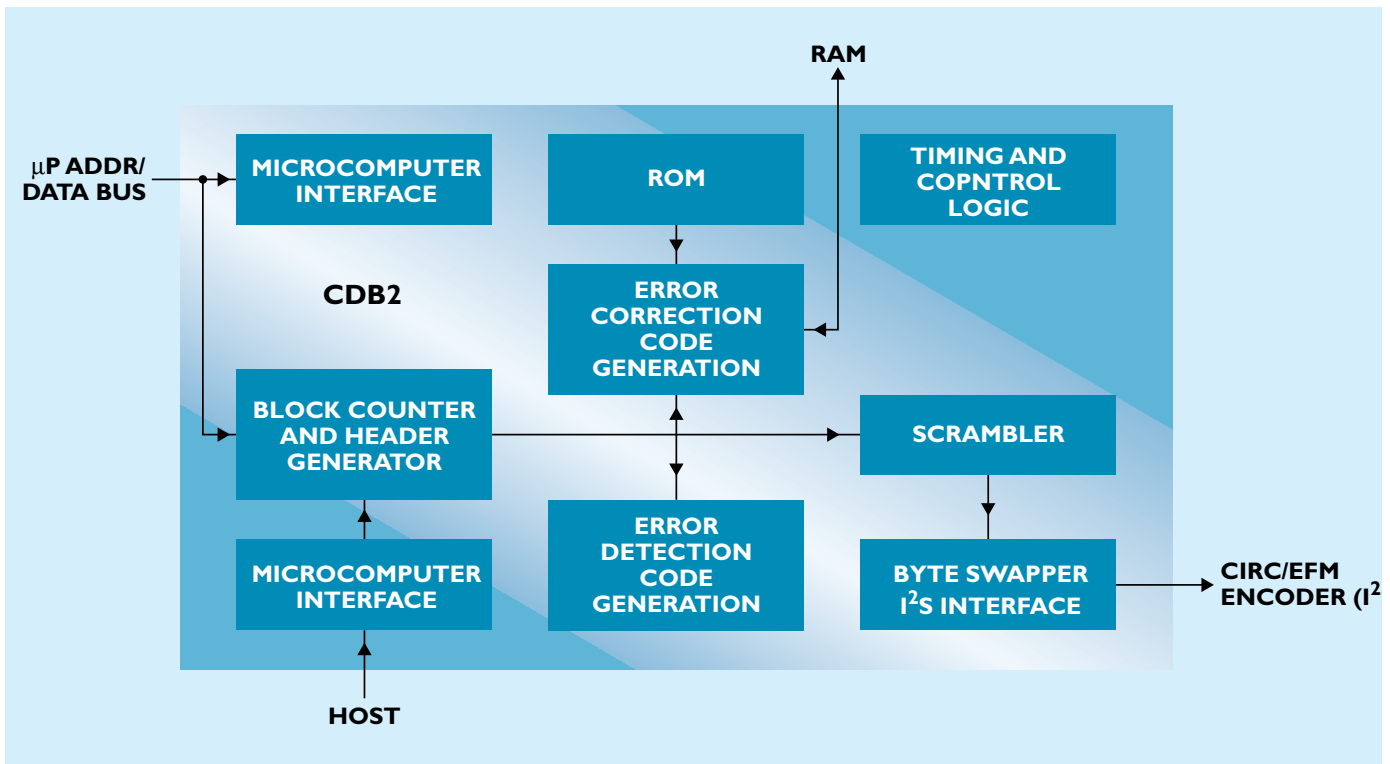 RAM
μP ADDR/
DATA BUS
MICROCOMPUTER
INTERFACE
ROM
TIMING AND
COPNTROL
LOGIC
CDB2
ERROR
CORRECTION
CODE
GENERATION
BLOCK COUNTER
AND HEADER
GENERATOR
SCRAMBLER
MICROCOMPUTER
INTERFACE
ERROR
DETECTION
CODE
GENERATION
BYTE SWAPPER
I²S INTERFACE
CIRC/EFM
ENCODER (I²
HOST